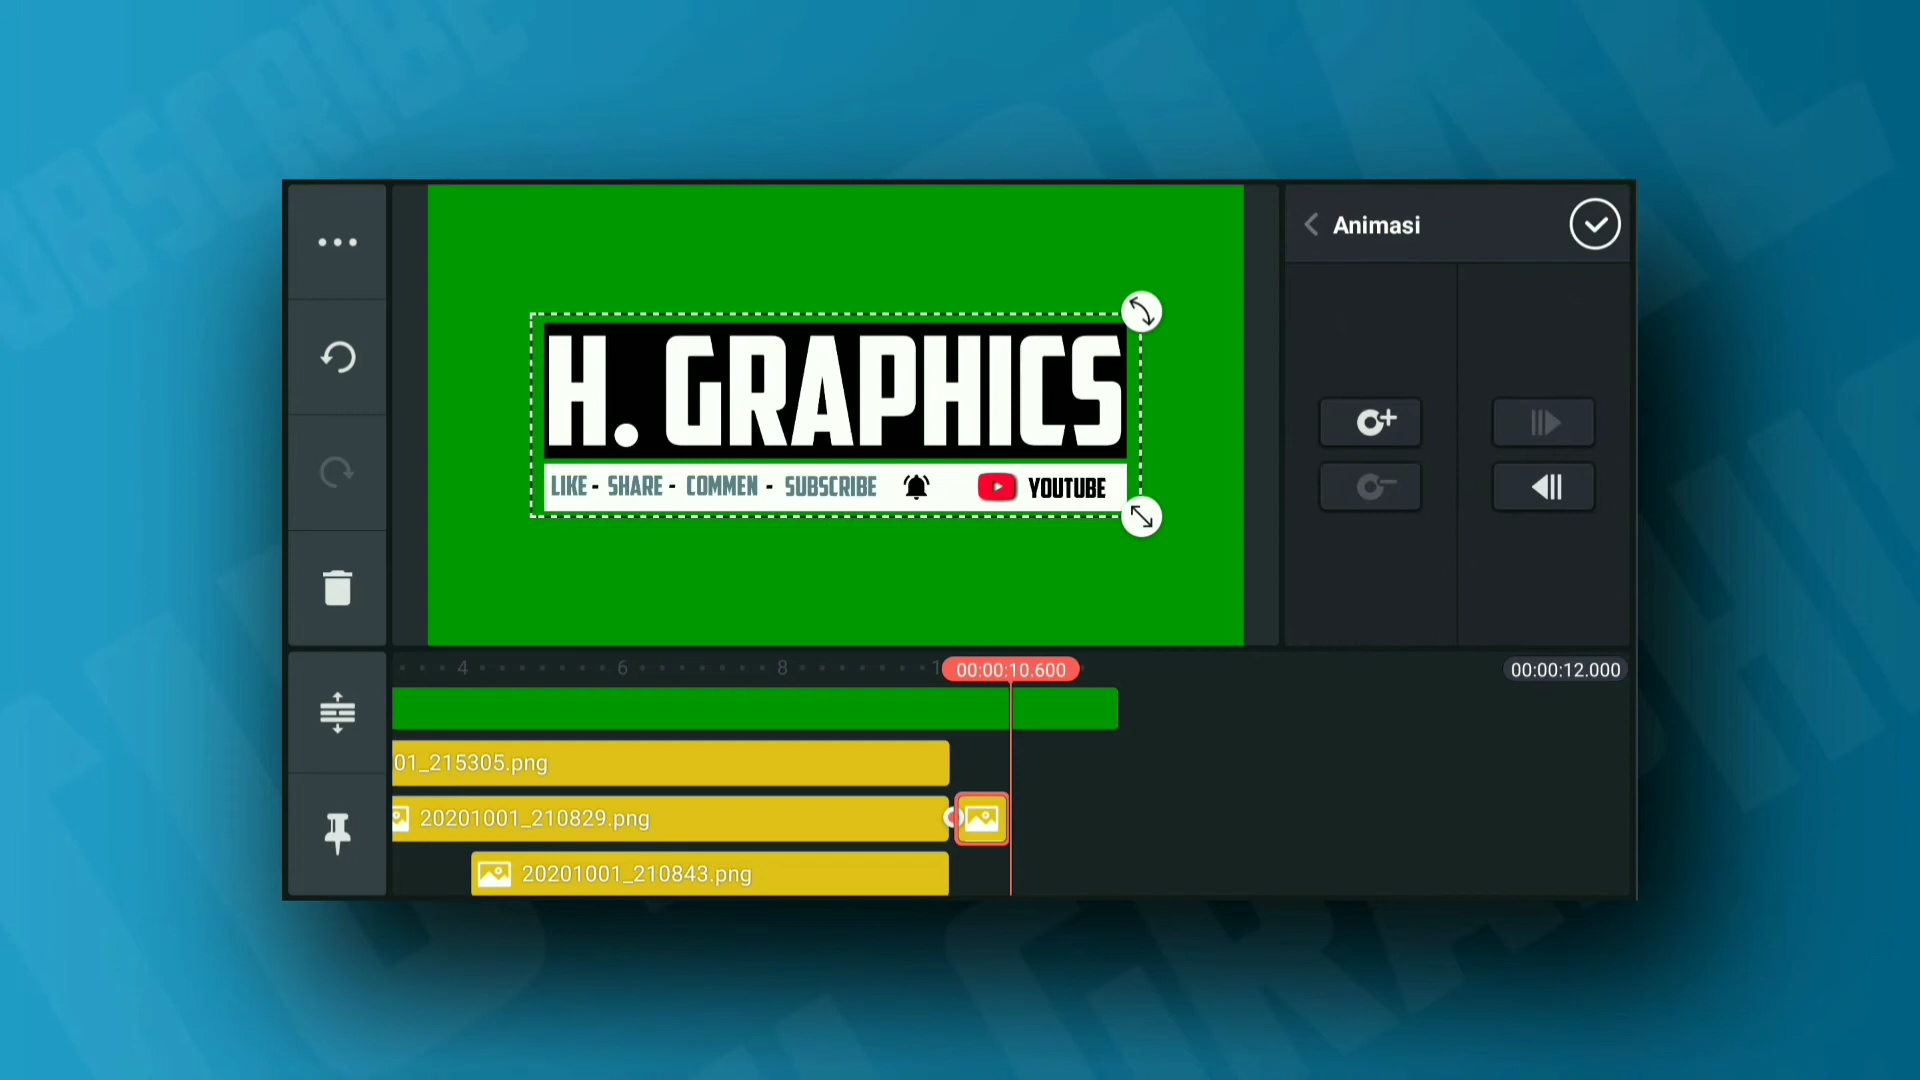 SUBSCRIBE
Animasi
H. GRAPHICS
LIKE - SHARE - COMMEN - SUBSCRIBE YOUTUBE
4 6 8 00:00:10.600 00:00:12.000
01_215305.png
20201001_210829.png
20201001_210843.png